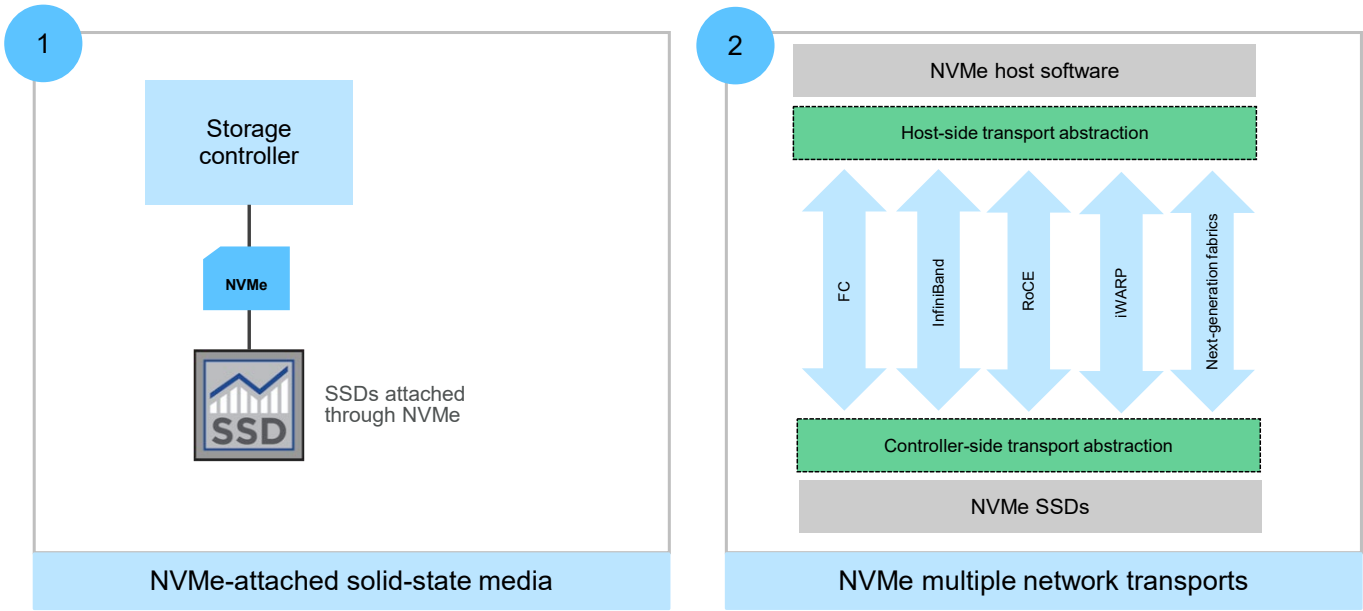 1
Storage
controller
NVMe
SSD
SSDs attached
through NVMe
NVMe-attached solid-state media
2
NVMe host software
Host-side transport abstraction
FC
InfiniBand
RoCE
iWARP
Next-generation fabrics
Controller-side transport abstraction
NVMe SSDs
NVMe multiple network transports